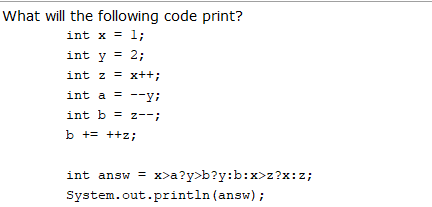 What will the following code print?
int x = 1;
int y = 2;
int z = x++;
int a = --y;
int b = z--;
b += ++z;
int answ = x>a?y>b?y:b:x>z?x:z;
System.out.println(answ);